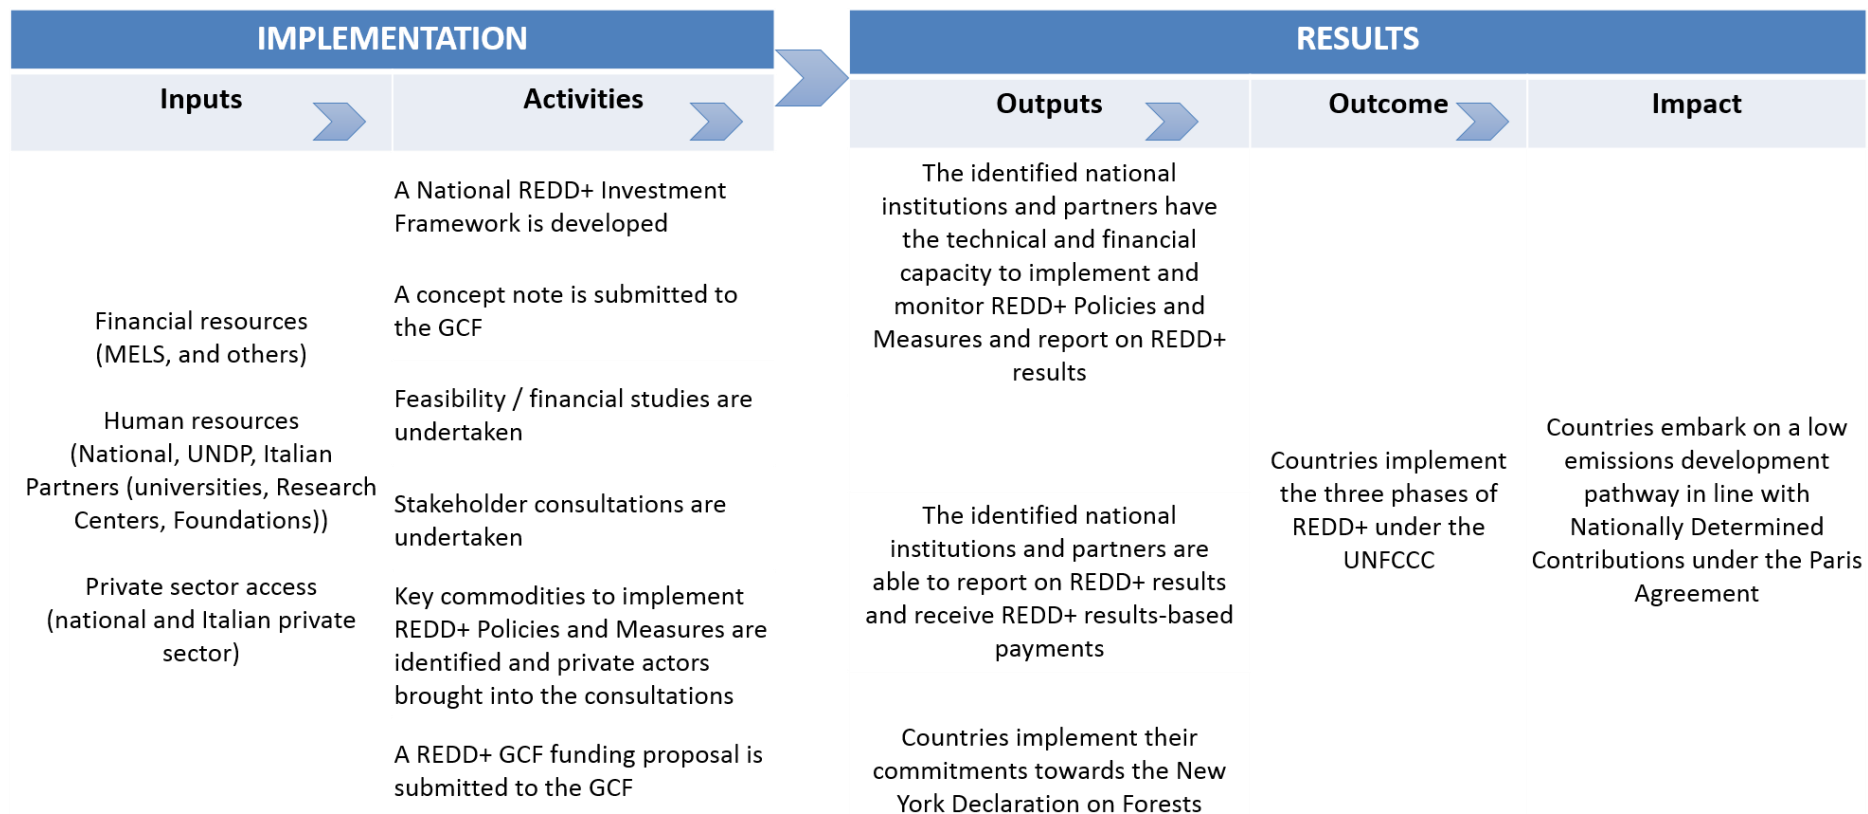 IMPLEMENTATION
RESULTS
Inputs
Activities
Outputs
Outcome
Impact
Financial resources
(MELS, and others)
Human resources
(National, UNDP, Italian
Partners (universities, Research
Centers, Foundations))
Private sector access
(national and Italian private
sector)
A National REDD+ Investment
Framework is developed
A concept note is submitted to
the GCF
Feasibility / financial studies are
undertaken
Stakeholder consultations are
undertaken
Key commodities to implement
REDD+ Policies and Measures are
identified and private actors
brought into the consultations
A REDD+ GCF funding proposal is
submitted to the GCF
The identified national
institutions and partners have
the technical and financial
capacity to implement and
monitor REDD+ Policies and
Measures and report on REDD+
results
The identified national
institutions and partners are
able to report on REDD+ results
and receive REDD+ results-based
payments
Countries implement their
commitments towards the New
York Declaration on Forests
Countries implement
the three phases of
REDD+ under the
UNFCCC
Countries embark on a low
emissions development
pathway in line with
Nationally Determined
Contributions under the Paris
Agreement